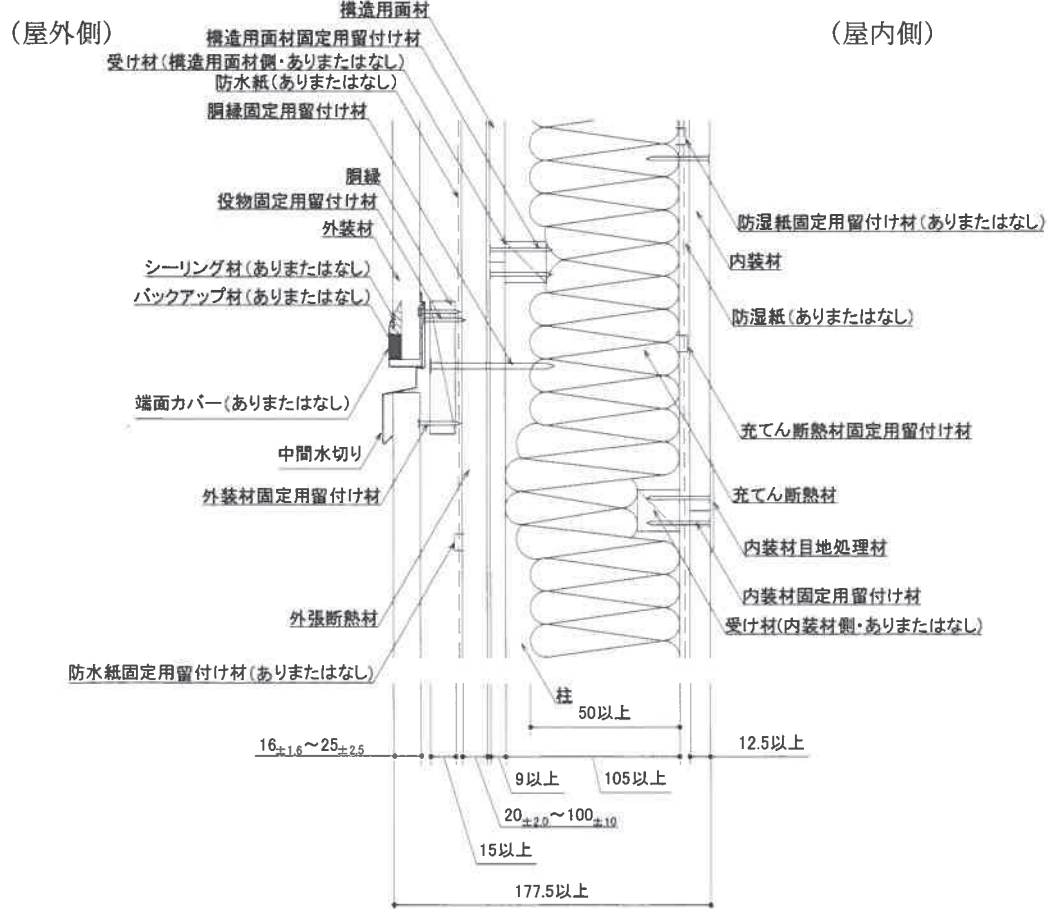 (屋外側)
(屋内側)
構造用面材
構造用面材固定用留付け材
受け材(構造用面材側・ありまたはなし)
防水紙(ありまたはなし)
胴縁固定用留付け材
胴縁
役物固定用留付け材
外装材
シーリング材(ありまたはなし)
バックアップ材(ありまたはなし)
端面カバー(ありまたはなし)
中間水切り
外装材固定用留付け材
外張断熱材
防水紙固定用留付け材(ありまたはなし)
防湿紙固定用留付け材(ありまたはなし)
内装材
防湿紙(ありまたはなし)
充てん断熱材固定用留付け材
充てん断熱材
内装材目地処理材
内装材固定用留付け材
受け材(内装材側・ありまたはなし)
柱
50以上
16±1.6~25±2.5
12.5以上
9以上
105以上
20±2.0~100±10
15以上
177.5以上